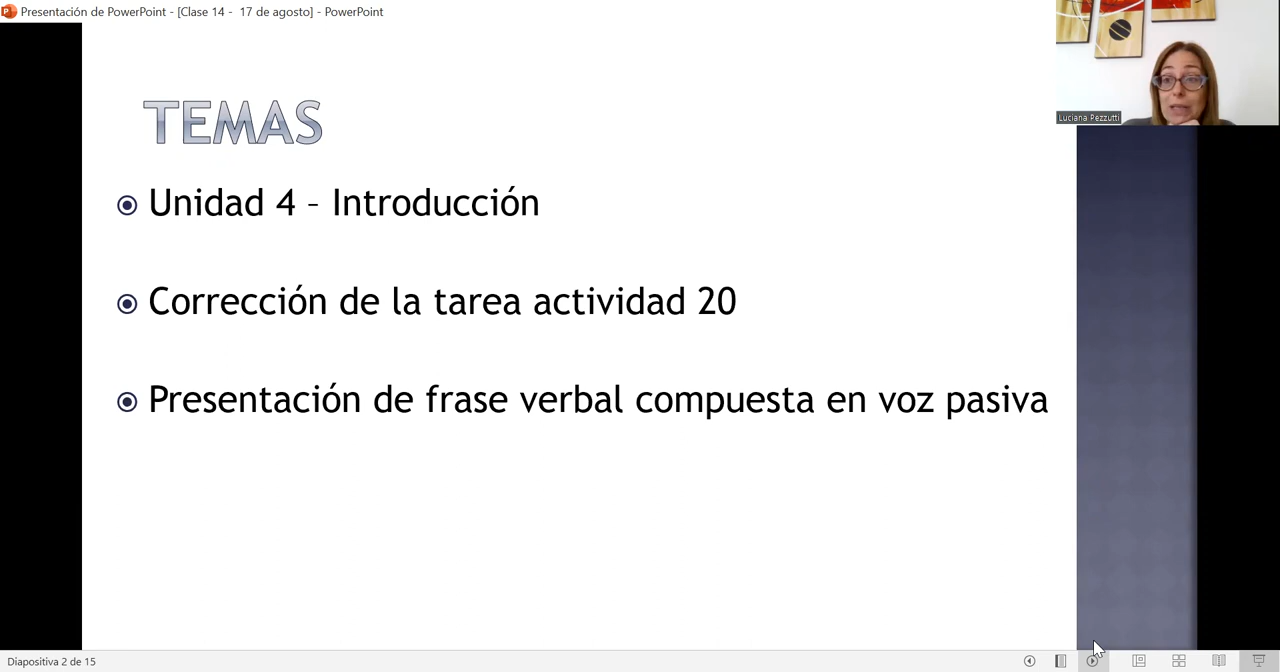 Presentación de PowerPoint - [Clase 14 -  17 de agosto] - PowerPoint
Luciana Pezzutti
TEMAS
Unidad 4 – Introducción
Corrección de la tarea actividad 20
Presentación de frase verbal compuesta en voz pasiva
Diapositiva 2 de 15